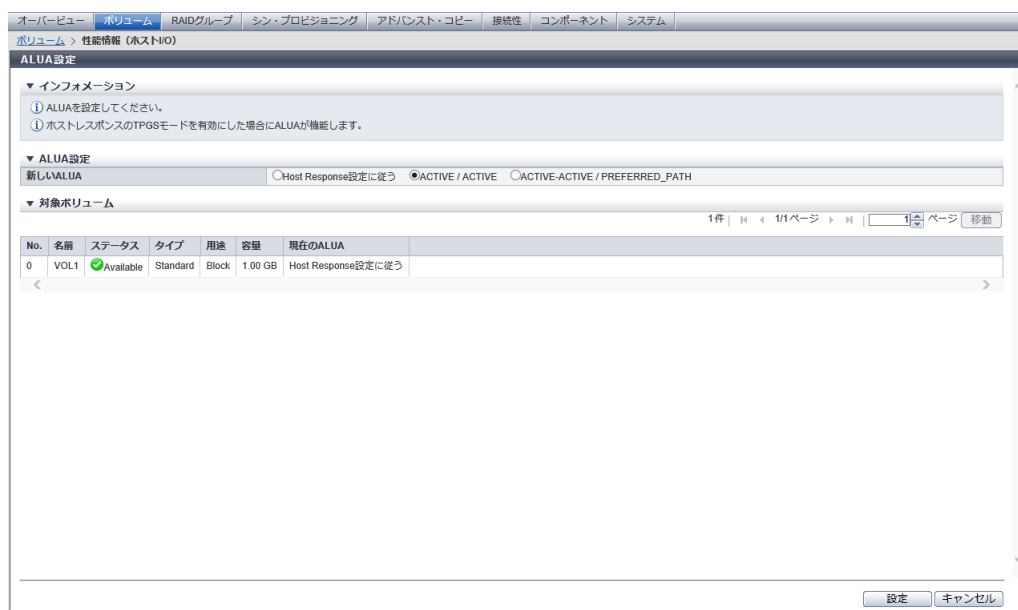 オーバービュー ボリューム RAIDグループ シン・プロビジョニング アドバンスト・コピー 接続性 コンポーネント システム
ボリューム > 性能情報（ホストI/O）
ALUA設定
▼ インフォメーション
ALUAを設定してください。
ホストレスポンスのTPGSモードを有効にした場合にALUAが機能します。
▼ ALUA設定
新しいALUA Host Response設定に従う ACTIVE / ACTIVE ACTIVE-ACTIVE / PREFERRED_PATH
▼ 対象ボリューム
1件 | 1/1ページ | 1 ページ 移動
No. 名前 ステータス タイプ 用途 容量 現在のALUA
0 VOL1 Available Standard Block 1.00 GB Host Response設定に従う
設定 キャンセル